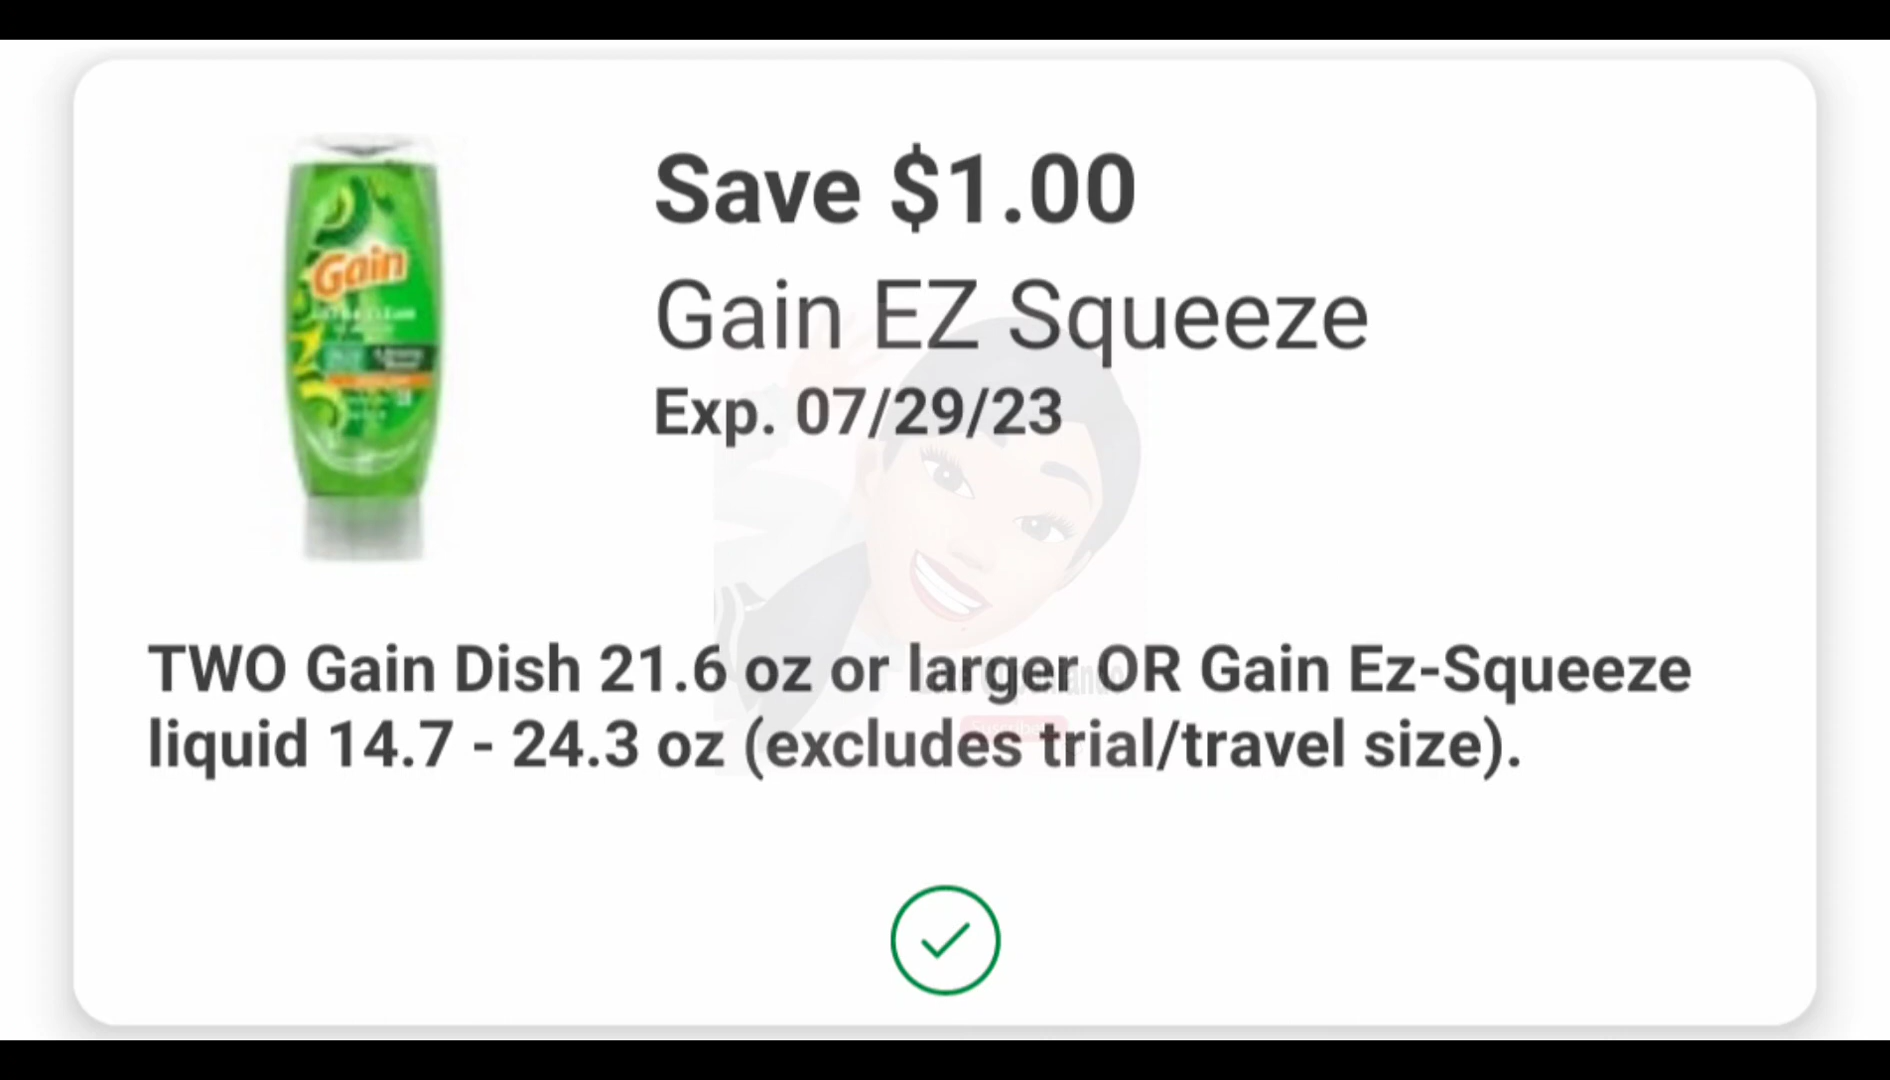 Save $1.00
Gain EZ Squeeze
Exp. 07/29/23
Gain
TWO Gain Dish 21.6 oz or larger OR Gain Ez-Squeeze
liquid 14.7 - 24.3 oz (excludes trial/travel size).